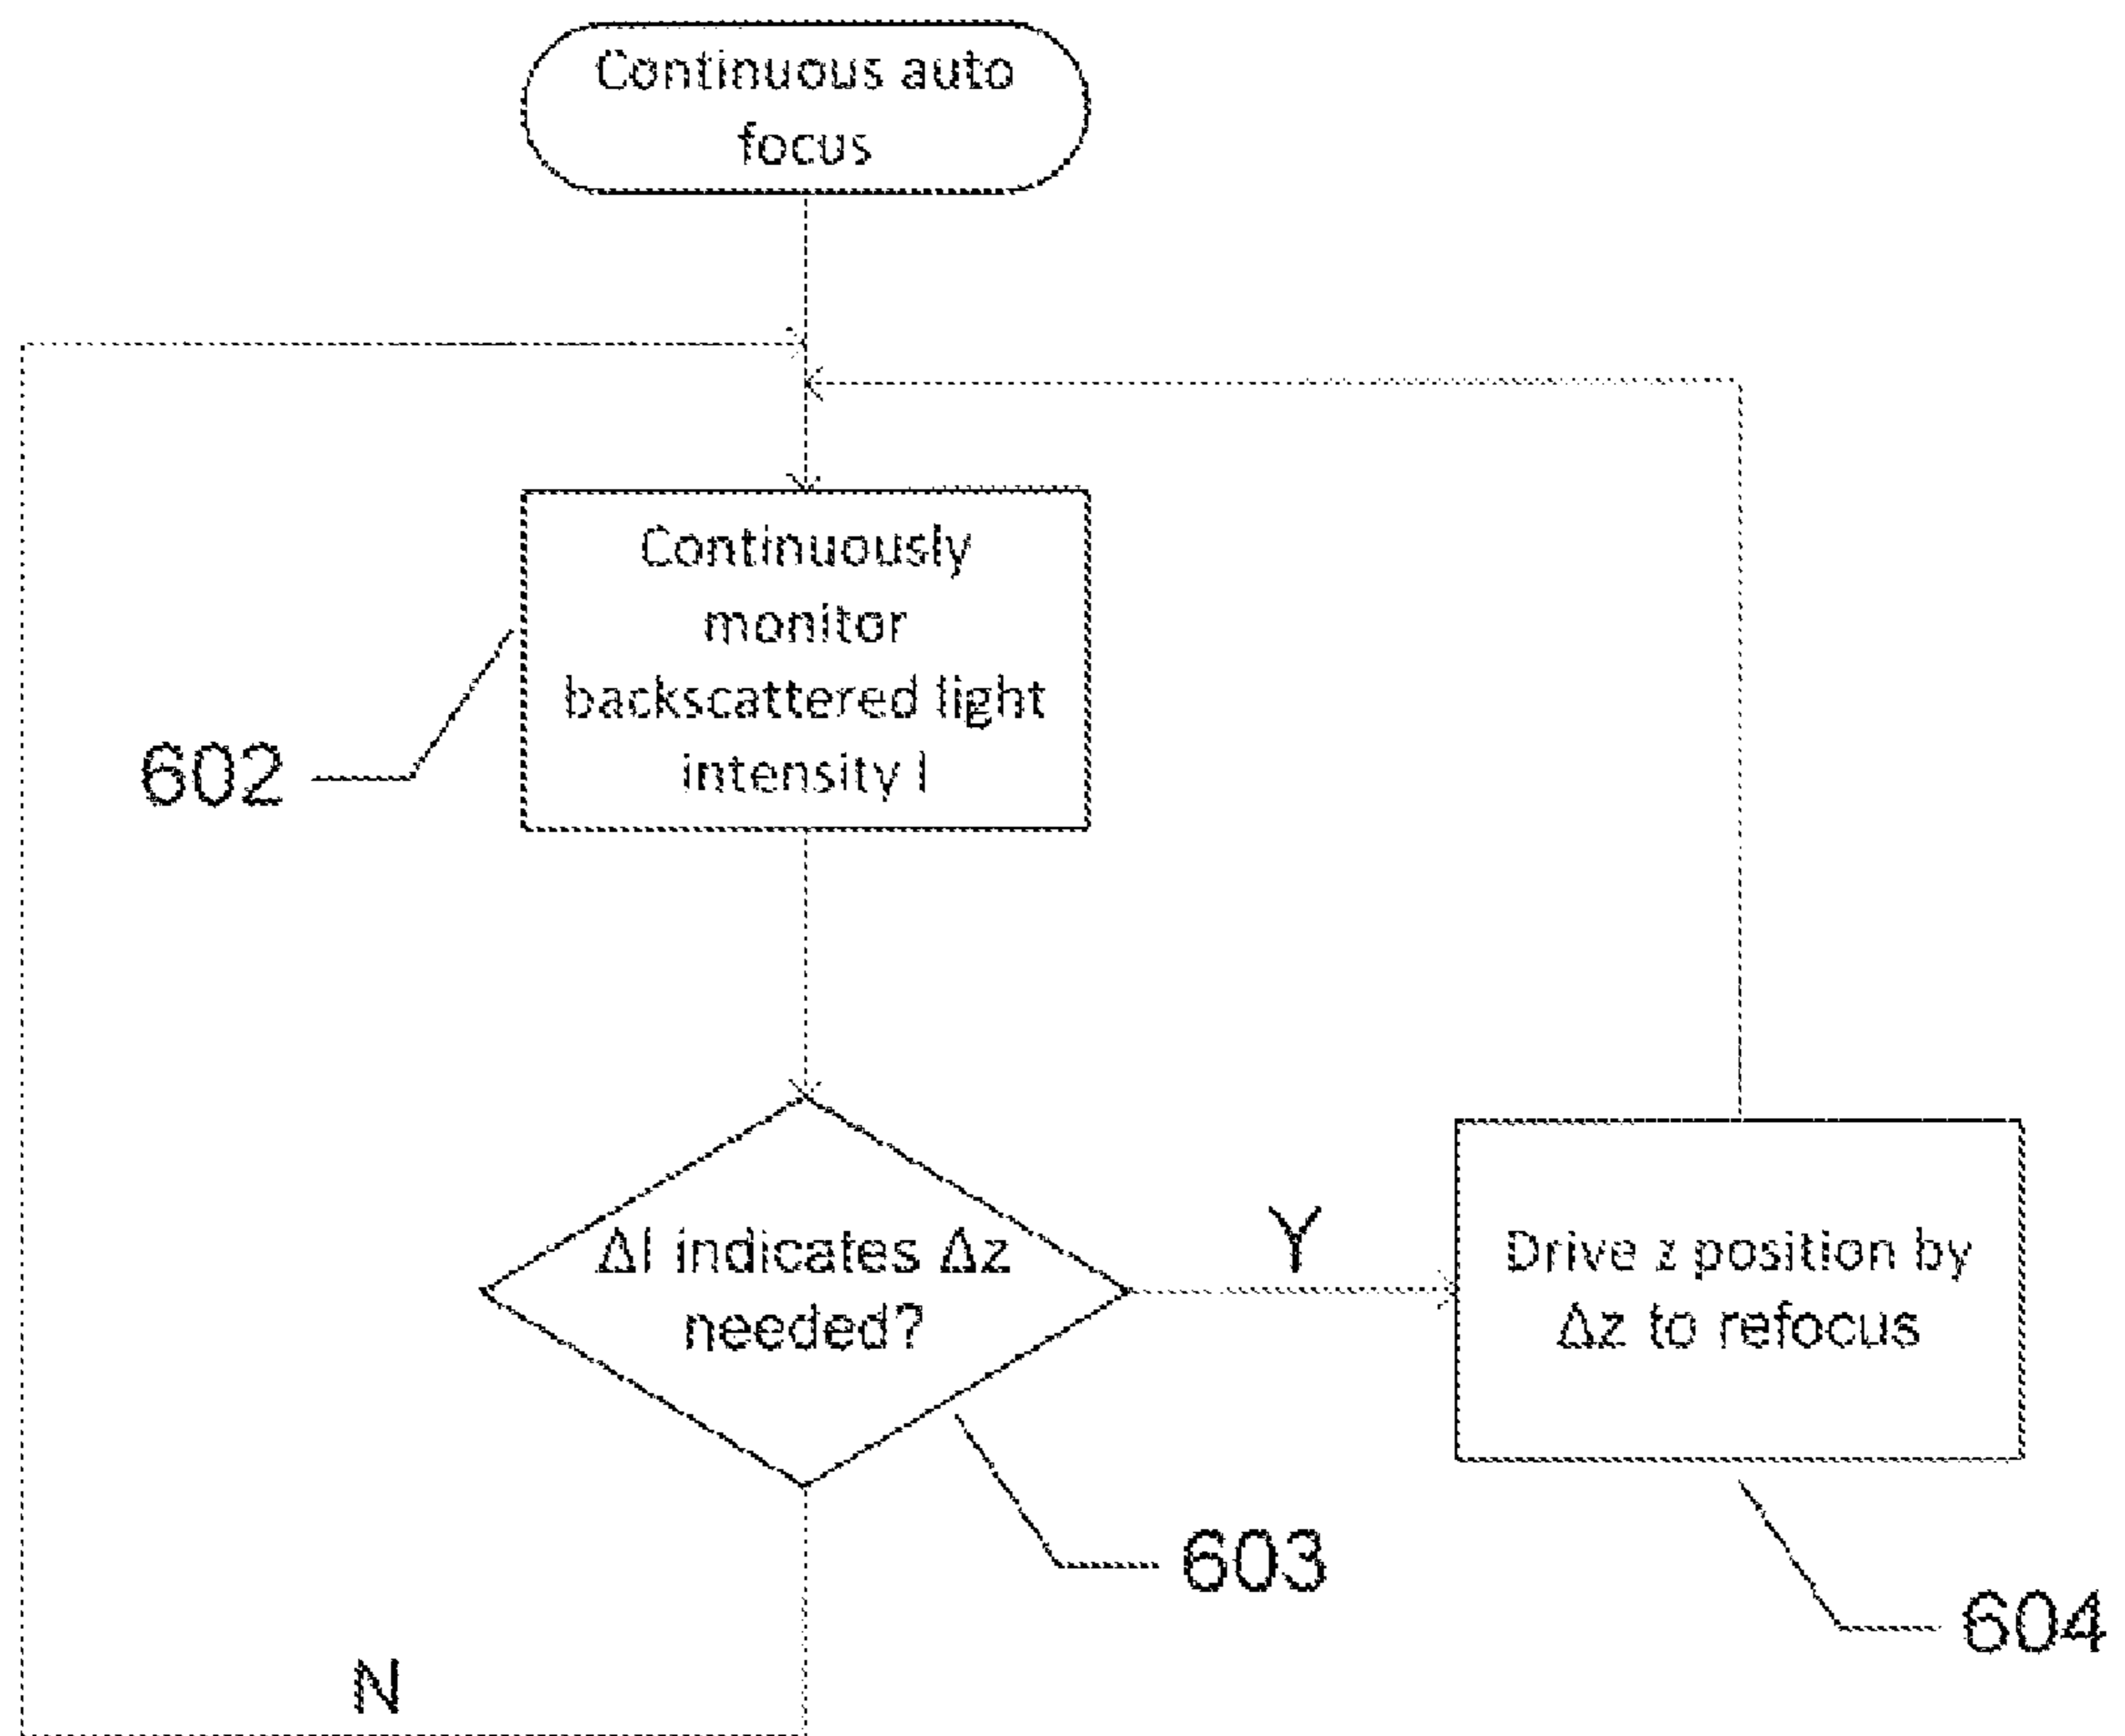 Continuous auto
focus
Continuously
monitor
backscattered light
intensity I
602
ΔI indicates Δz
needed?
Y
Drive z position by
Δz to refocus
603
604
N